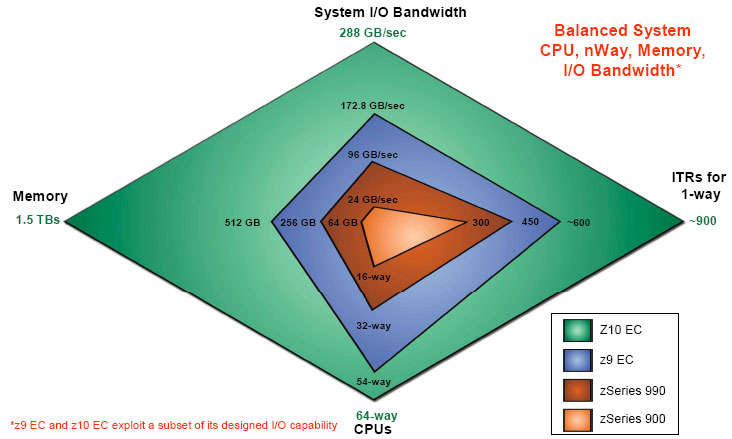 System I/O Bandwidth
288 GB/sec
Balanced System
CPU, nWay, Memory,
I/O Bandwidth*
172.8 GB/sec
96 GB/sec
24 GB/sec
Memory
1.5 TBs
512 GB
256 GB
64 GB
300
450
~600
ITRs for
1-way
~900
16-way
32-way
54-way
64-way
CPUs
Z10 EC
z9 EC
zSeries 990
zSeries 900
*z9 EC and z10 EC exploit a subset of its designed I/O capability